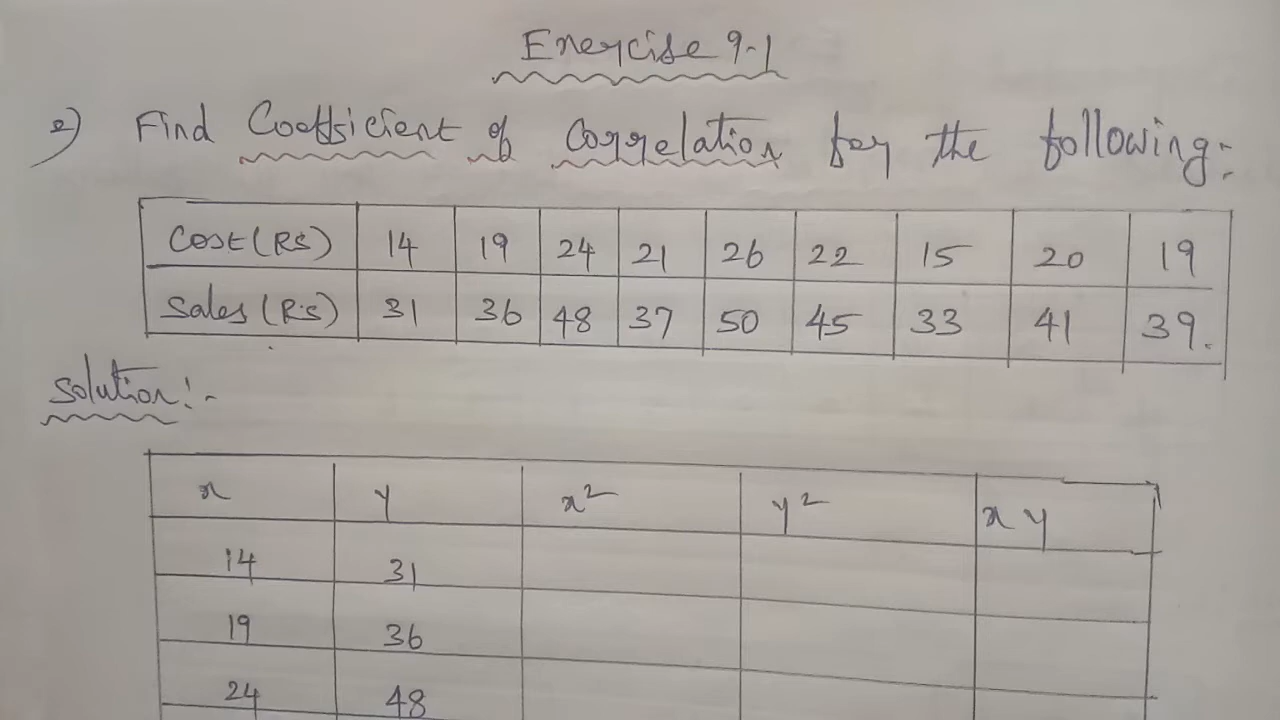 Exercise 9.1
2) Find Coefficient of Correlation for the following:
Cost (RS) 14 19 24 21 26 22 15 20 19
Sales (R.S) 31 36 48 37 50 45 33 41 39.
Solution:-
x y x² y² xy
14 31
19 36
24 48